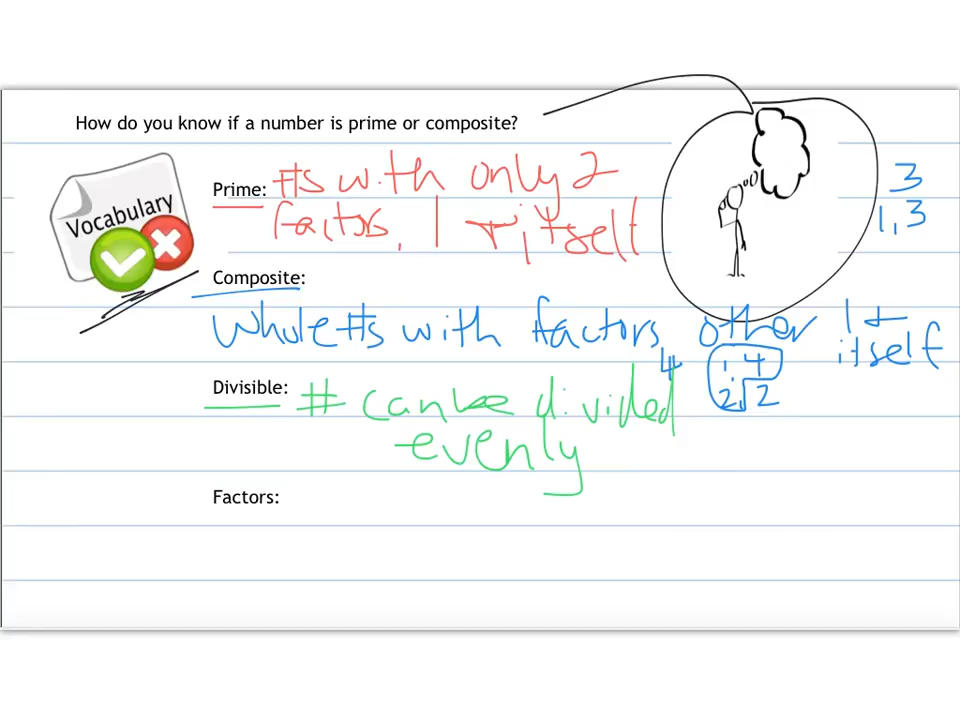 How do you know if a number is prime or composite?
Vocabulary
Prime: #s with only 2
factors, 1 + itself
3
1, 3
Composite:
Whole #s with factors other 1 +
itself
4
1, 4
2, 2
Divisible: # can be divided
evenly
Factors: